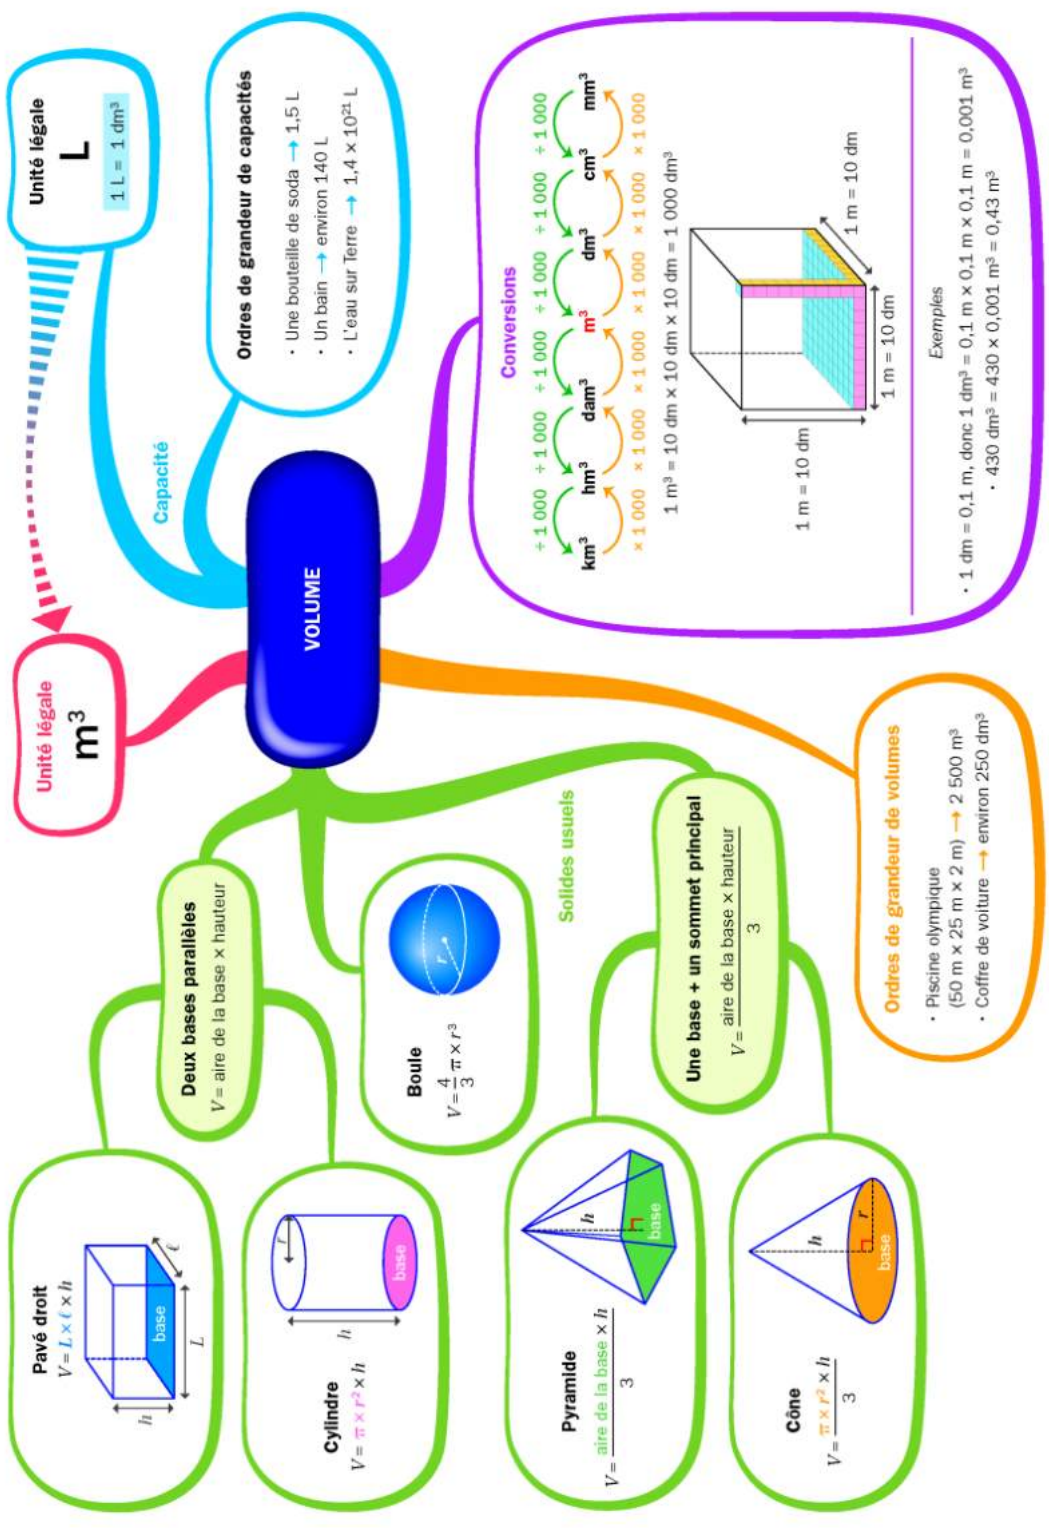 VOLUME
Unité légale
m³
Capacité
Unité légale
L
1 L = 1 dm³
Ordres de grandeur de capacités
• Une bouteille de soda → 1,5 L
• Un bain → environ 140 L
• L'eau sur Terre → 1,4 × 10²¹ L
Conversions
÷ 1 000 ÷ 1 000 ÷ 1 000 ÷ 1 000 ÷ 1 000 ÷ 1 000
km³ hm³ dam³ m³ dm³ cm³ mm³
× 1 000 × 1 000 × 1 000 × 1 000 × 1 000 × 1 000
1 m³ = 10 dm × 10 dm × 10 dm = 1 000 dm³
1 m = 10 dm
1 m = 10 dm
1 m = 10 dm
Exemples
• 1 dm = 0,1 m, donc 1 dm³ = 0,1 m × 0,1 m × 0,1 m = 0,001 m³
• 430 dm³ = 430 × 0,001 m³ = 0,43 m³
Ordres de grandeur de volumes
• Piscine olympique
(50 m × 25 m × 2 m) → 2 500 m³
• Coffre de voiture → environ 250 dm³
Solides usuels
Deux bases parallèles
V = aire de la base × hauteur
Pavé droit
V = L × ℓ × h
h
base
ℓ
L
Cylindre
V = π × r² × h
r
h
base
Boule
V = 4/3 π × r³
r
Une base + un sommet principal
V = aire de la base × hauteur
3
Pyramide
V = aire de la base × h
3
h
base
Cône
V = π × r² × h
3
h
r
base